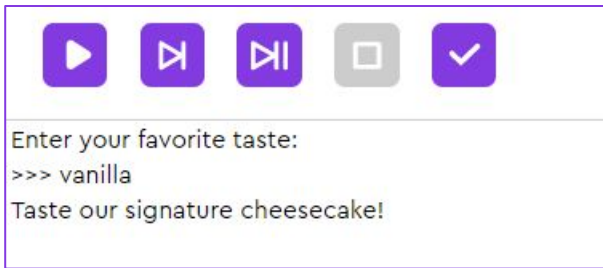 Enter your favorite taste:
>>> vanilla
Taste our signature cheesecake!